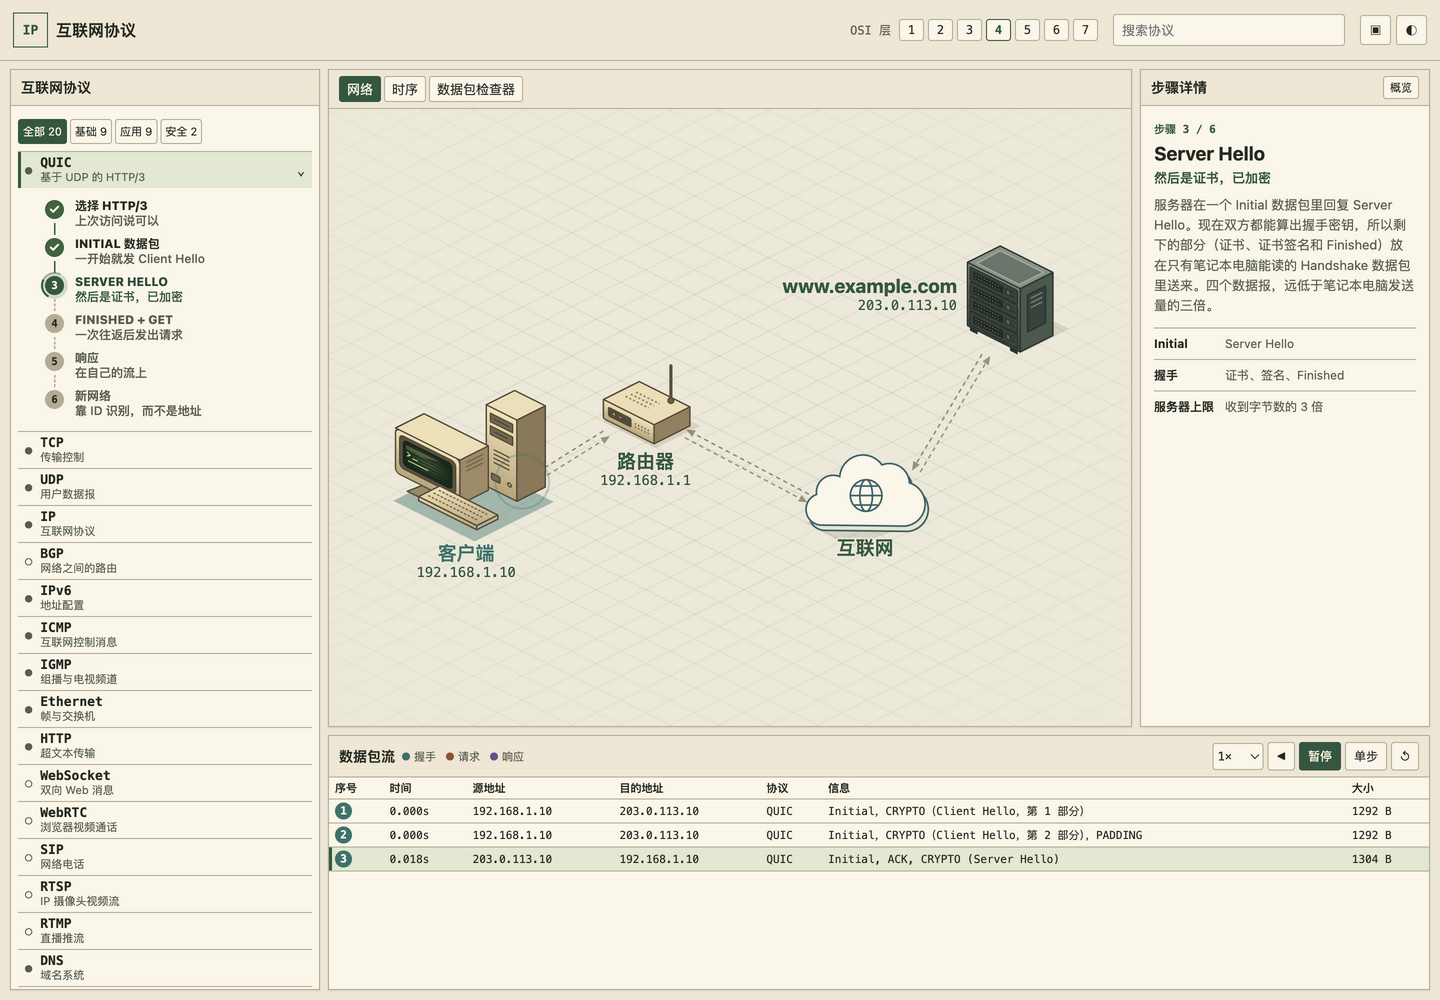 IP 互联网协议
OSI 层 1 2 3 4 5 6 7 搜索协议
互联网协议
全部 20 基础 9 应用 9 安全 2
QUIC
基于 UDP 的 HTTP/3
选择 HTTP/3
上次访问说可以
INITIAL 数据包
一开始就发 Client Hello
3 SERVER HELLO
然后是证书，已加密
4 FINISHED + GET
一次往返后发出请求
5 响应
在自己的流上
6 新网络
靠 ID 识别，而不是地址
TCP
传输控制
UDP
用户数据报
IP
互联网协议
BGP
网络之间的路由
IPv6
地址配置
ICMP
互联网控制消息
IGMP
组播与电视频道
Ethernet
帧与交换机
HTTP
超文本传输
WebSocket
双向 Web 消息
WebRTC
浏览器视频通话
SIP
网络电话
RTSP
IP 摄像头视频流
RTMP
直播推流
DNS
域名系统
网络 时序 数据包检查器
www.example.com
203.0.113.10
路由器
192.168.1.1
互联网
客户端
192.168.1.10
步骤详情 概览
步骤 3 / 6
Server Hello
然后是证书，已加密
服务器在一个 Initial 数据包里回复 Server
Hello。现在双方都能算出握手密钥，所以剩
下的部分（证书、证书签名和 Finished）放
在只有笔记本电脑能读的 Handshake 数据包
里送来。四个数据报，远低于笔记本电脑发送
量的三倍。
Initial Server Hello
握手 证书、签名、Finished
服务器上限 收到字节数的 3 倍
数据包流 握手 请求 响应 1× 暂停 单步
序号 时间 源地址 目的地址 协议 信息 大小
1 0.000s 192.168.1.10 203.0.113.10 QUIC Initial, CRYPTO（Client Hello，第 1 部分） 1292 B
2 0.000s 192.168.1.10 203.0.113.10 QUIC Initial, CRYPTO（Client Hello，第 2 部分）, PADDING 1292 B
3 0.018s 203.0.113.10 192.168.1.10 QUIC Initial, ACK, CRYPTO (Server Hello) 1304 B